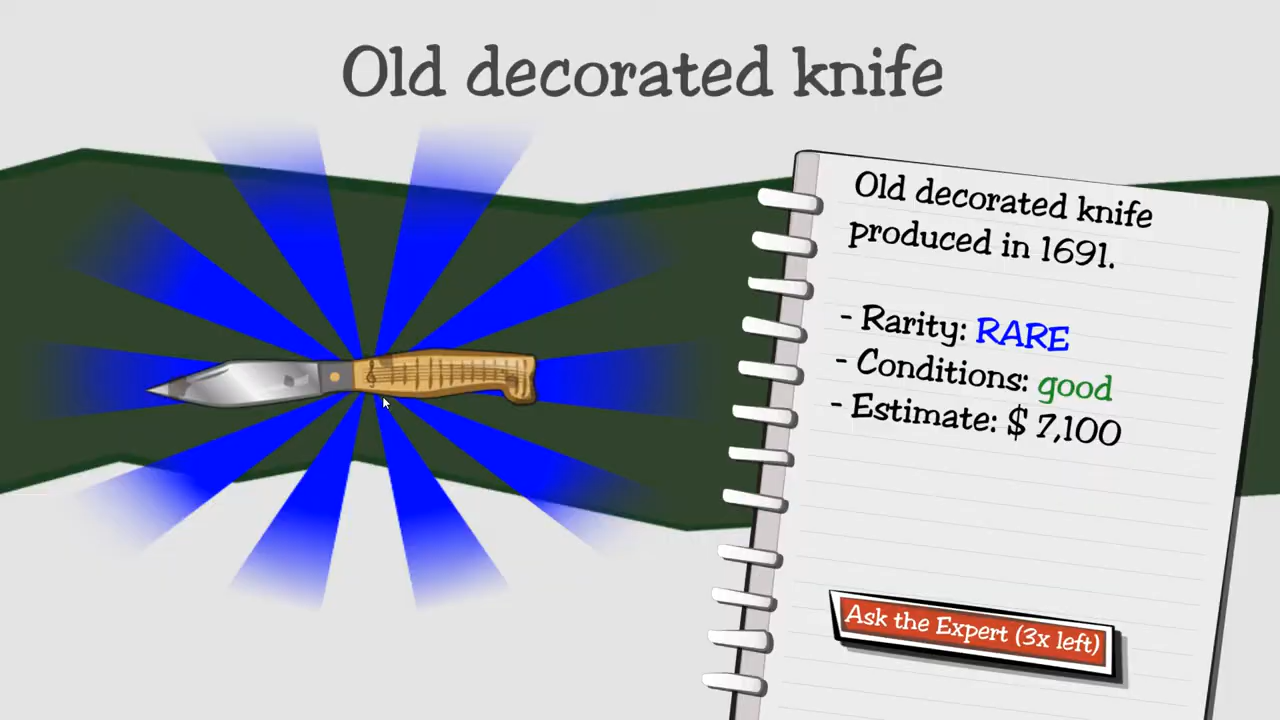 Old decorated knife
Old decorated knife
produced in 1691.
- Rarity: RARE
- Conditions: good
- Estimate: $ 7,100
Ask the Expert (3x left)